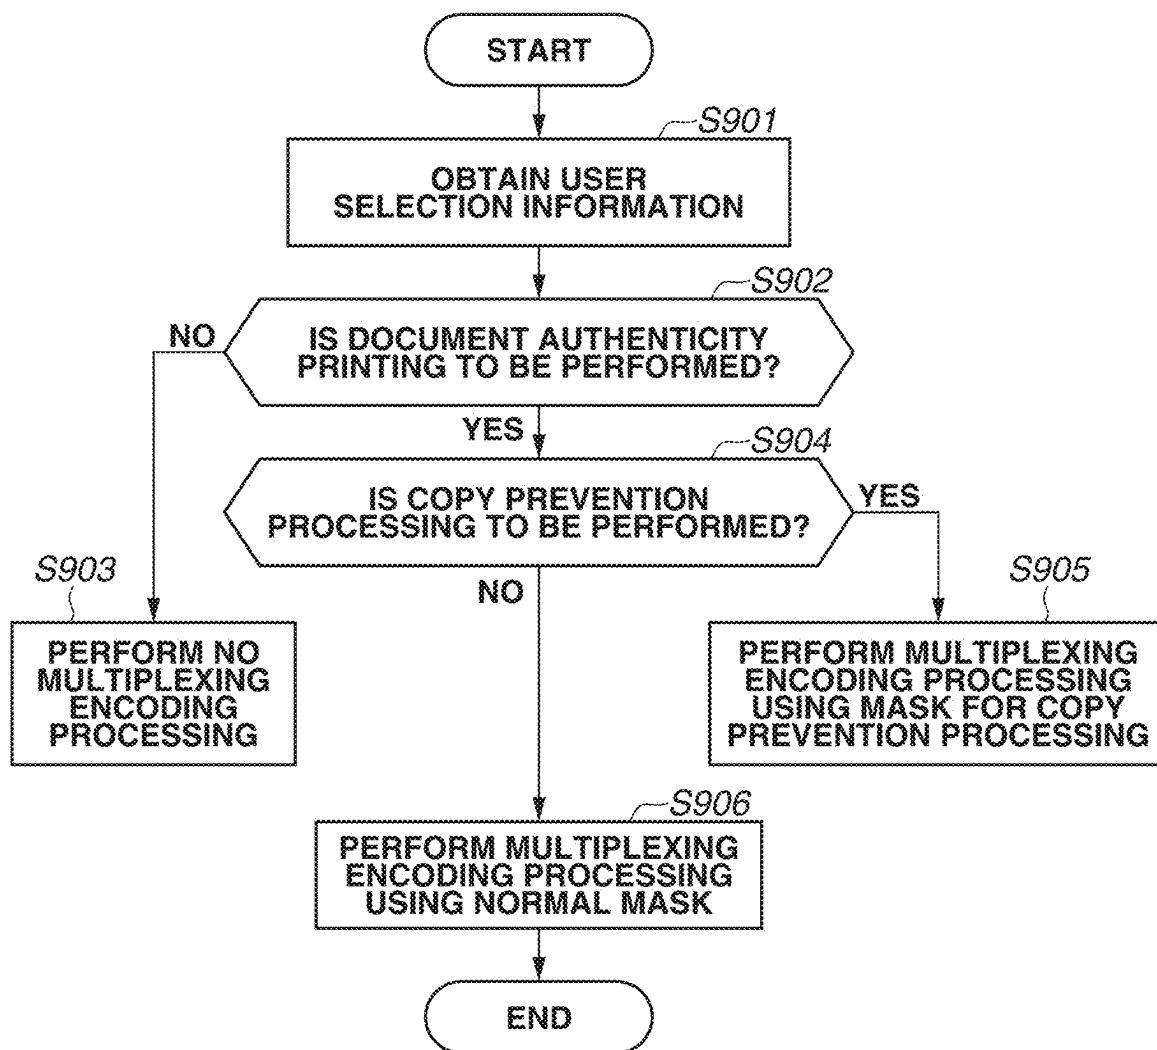 START
S901
OBTAIN USER
SELECTION INFORMATION
S902
NO
IS DOCUMENT AUTHENTICITY
PRINTING TO BE PERFORMED?
YES
S904
IS COPY PREVENTION
PROCESSING TO BE PERFORMED?
YES
S903
NO
S905
PERFORM NO
MULTIPLEXING
ENCODING
PROCESSING
PERFORM MULTIPLEXING
ENCODING PROCESSING
USING MASK FOR COPY
PREVENTION PROCESSING
S906
PERFORM MULTIPLEXING
ENCODING PROCESSING
USING NORMAL MASK
END